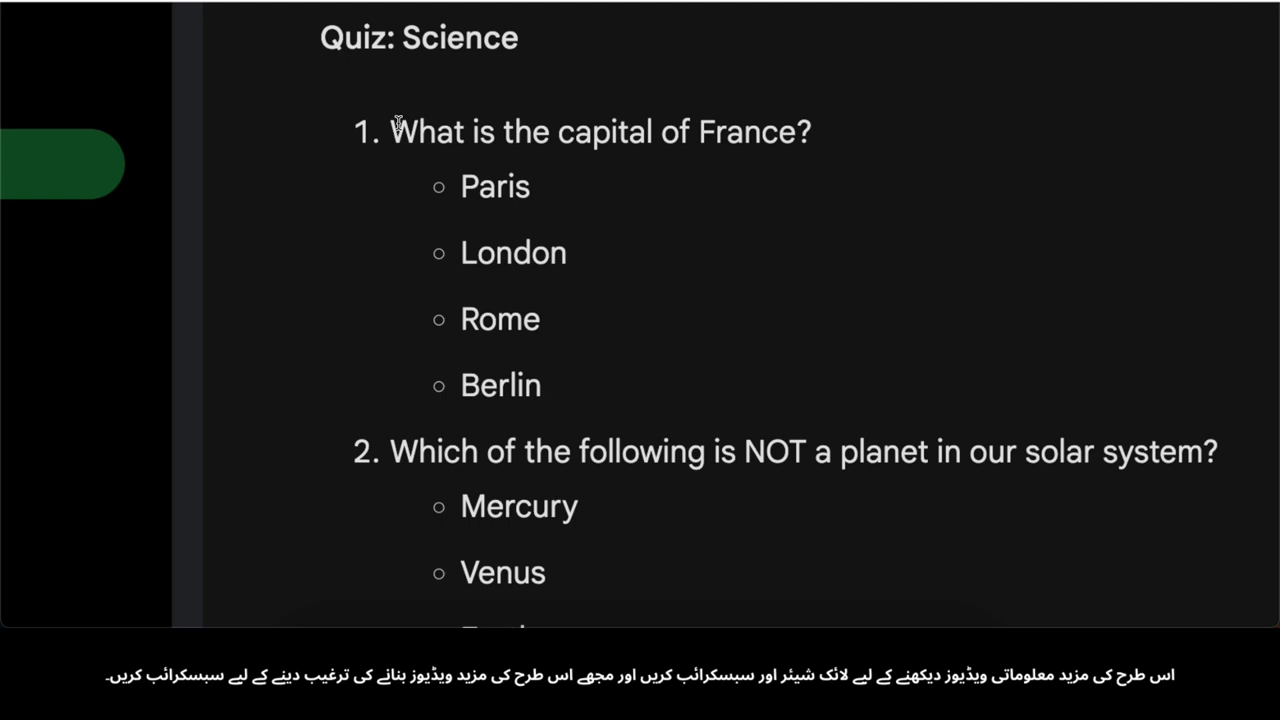 Quiz: Science
1. What is the capital of France?
○ Paris
○ London
○ Rome
○ Berlin
2. Which of the following is NOT a planet in our solar system?
○ Mercury
○ Venus
اس طرح کی مزید معلوماتی ویڈیوز دیکھنے کے لیے لائک شیئر اور سبسکرائب کریں اور مجھے اس طرح کی مزید ویڈیوز بنانے کی ترغیب دینے کے لیے سبسکرائب کریں۔